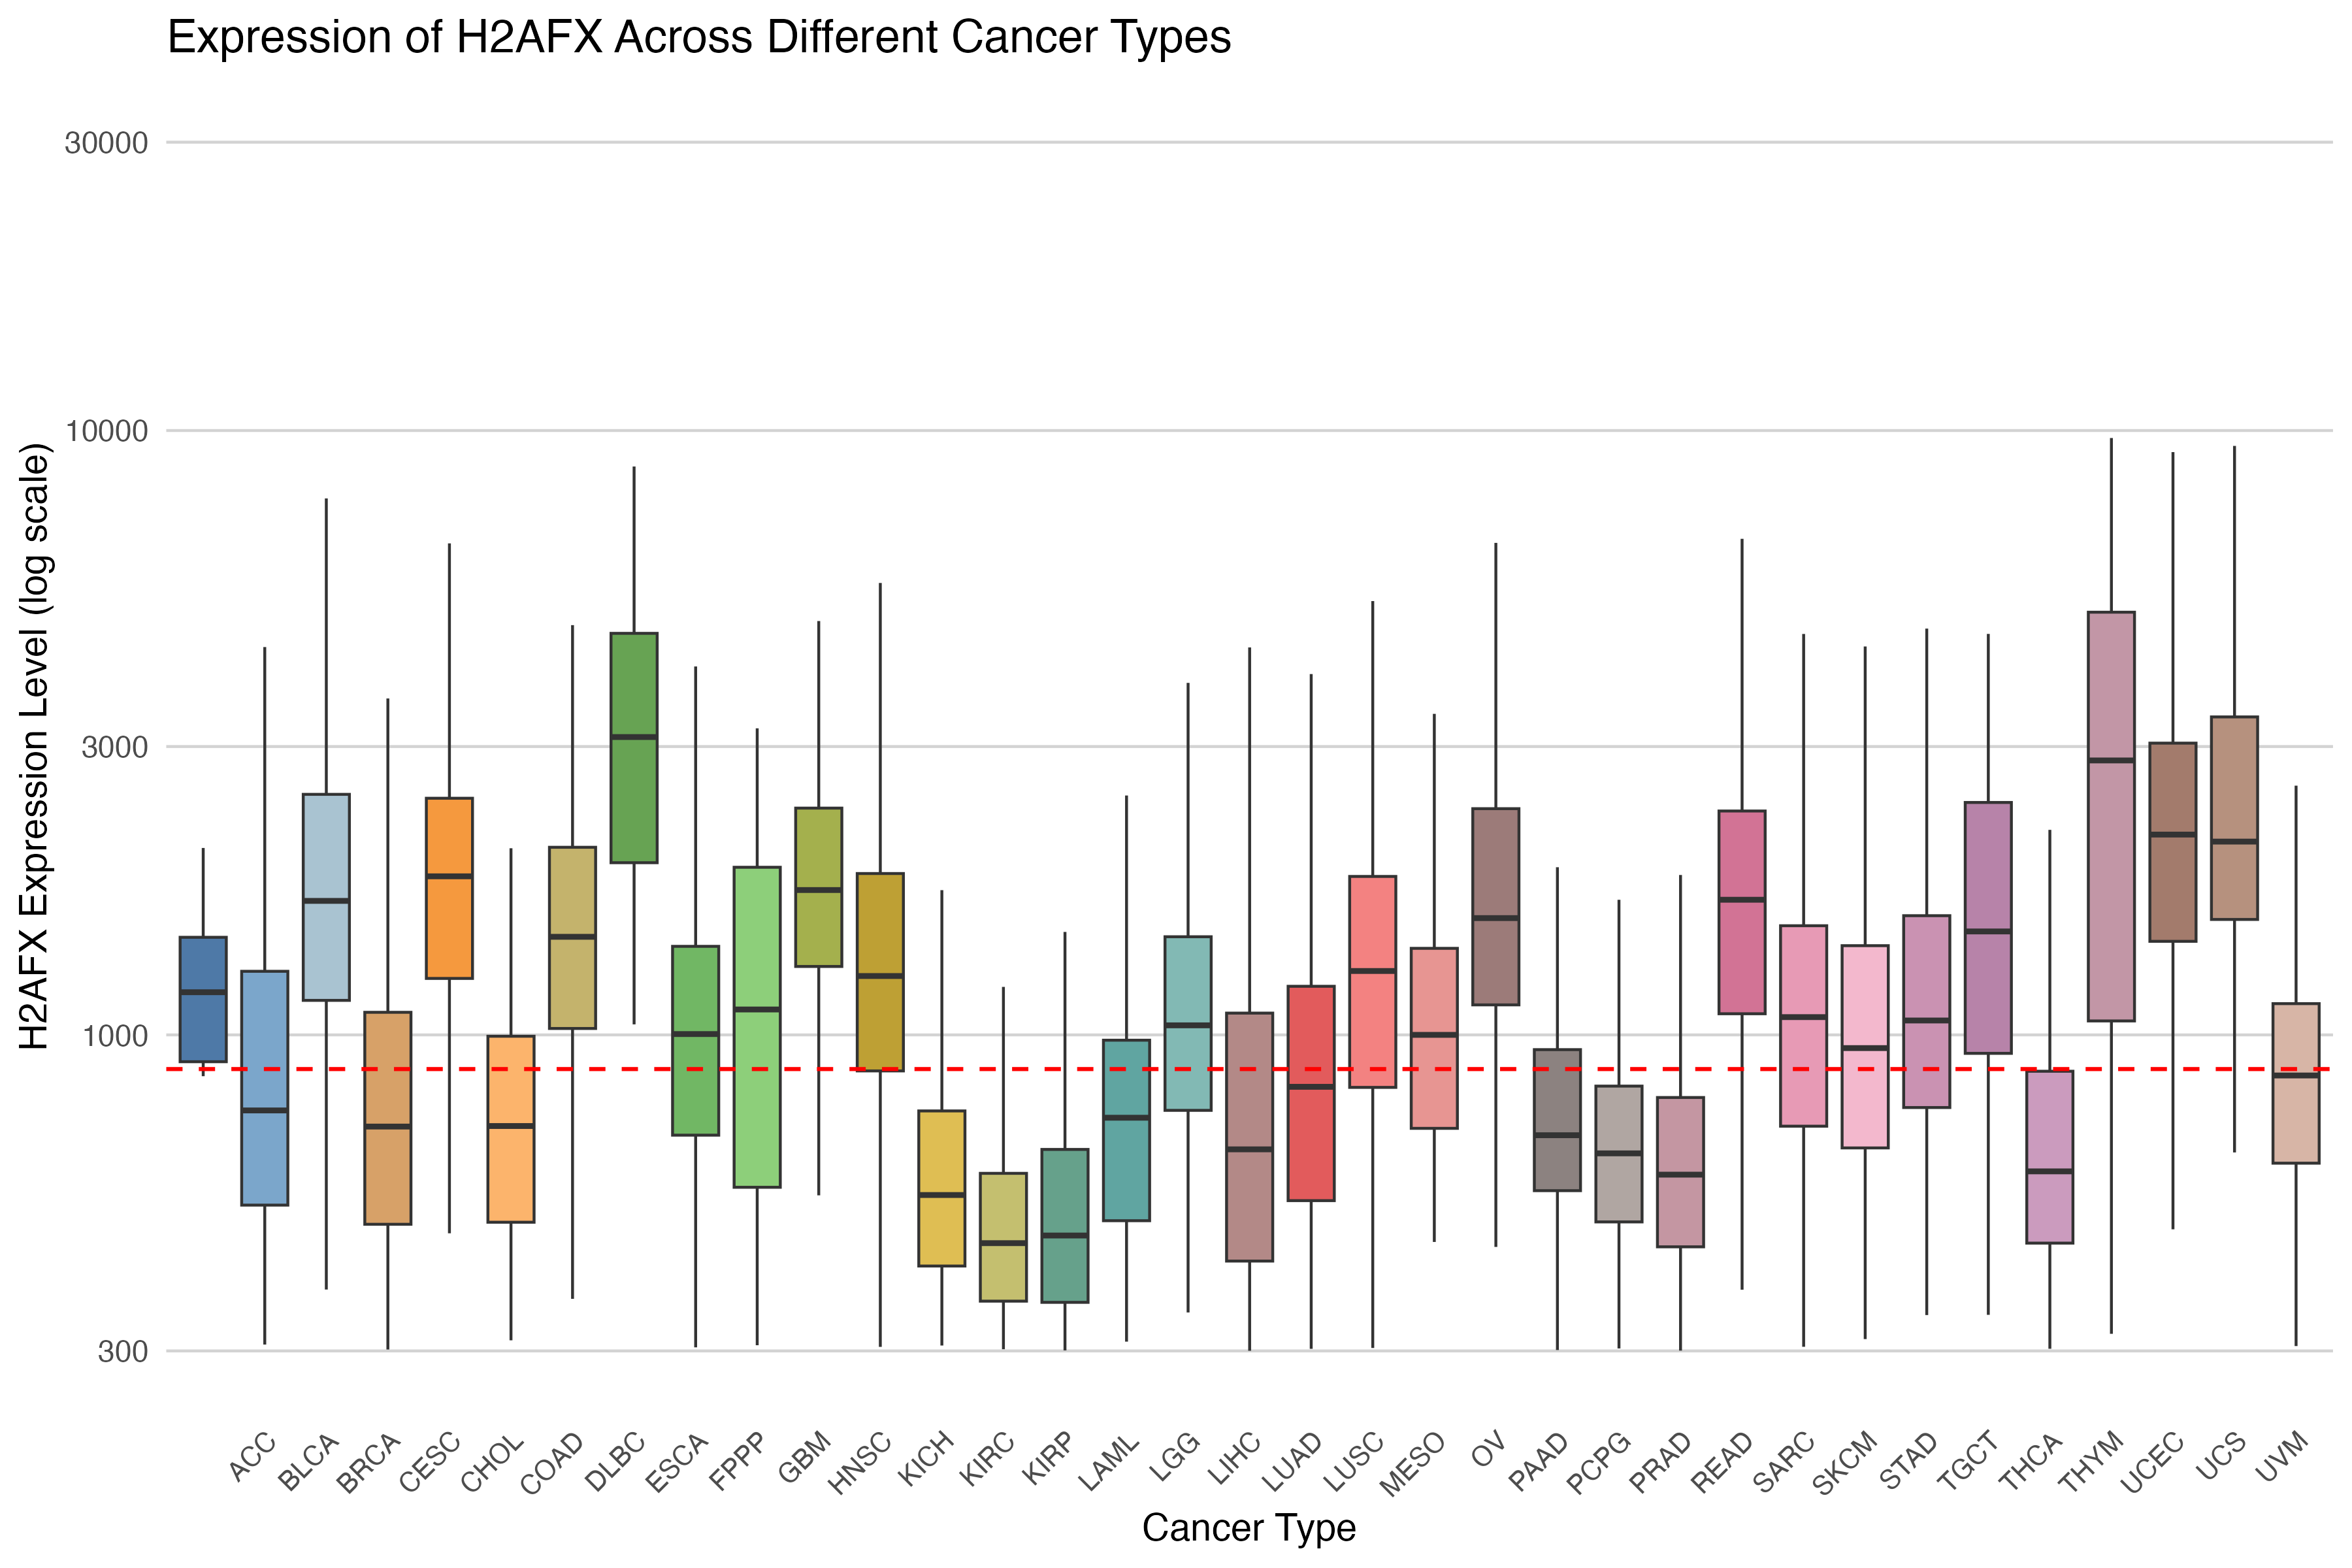 Expression of H2AFX Across Different Cancer Types
30000
10000
3000
1000
300
H2AFX Expression Level (log scale)
ACC
BLCA
BRCA
CESC
CHOL
COAD
DLBC
ESCA
FPPP
GBM
HNSC
KICH
KIRC
KIRP
LAML
LGG
LIHC
LUAD
LUSC
MESO
OV
PAAD
PCPG
PRAD
READ
SARC
SKCM
STAD
TGCT
THCA
THYM
UCEC
UCS
UVM
Cancer Type